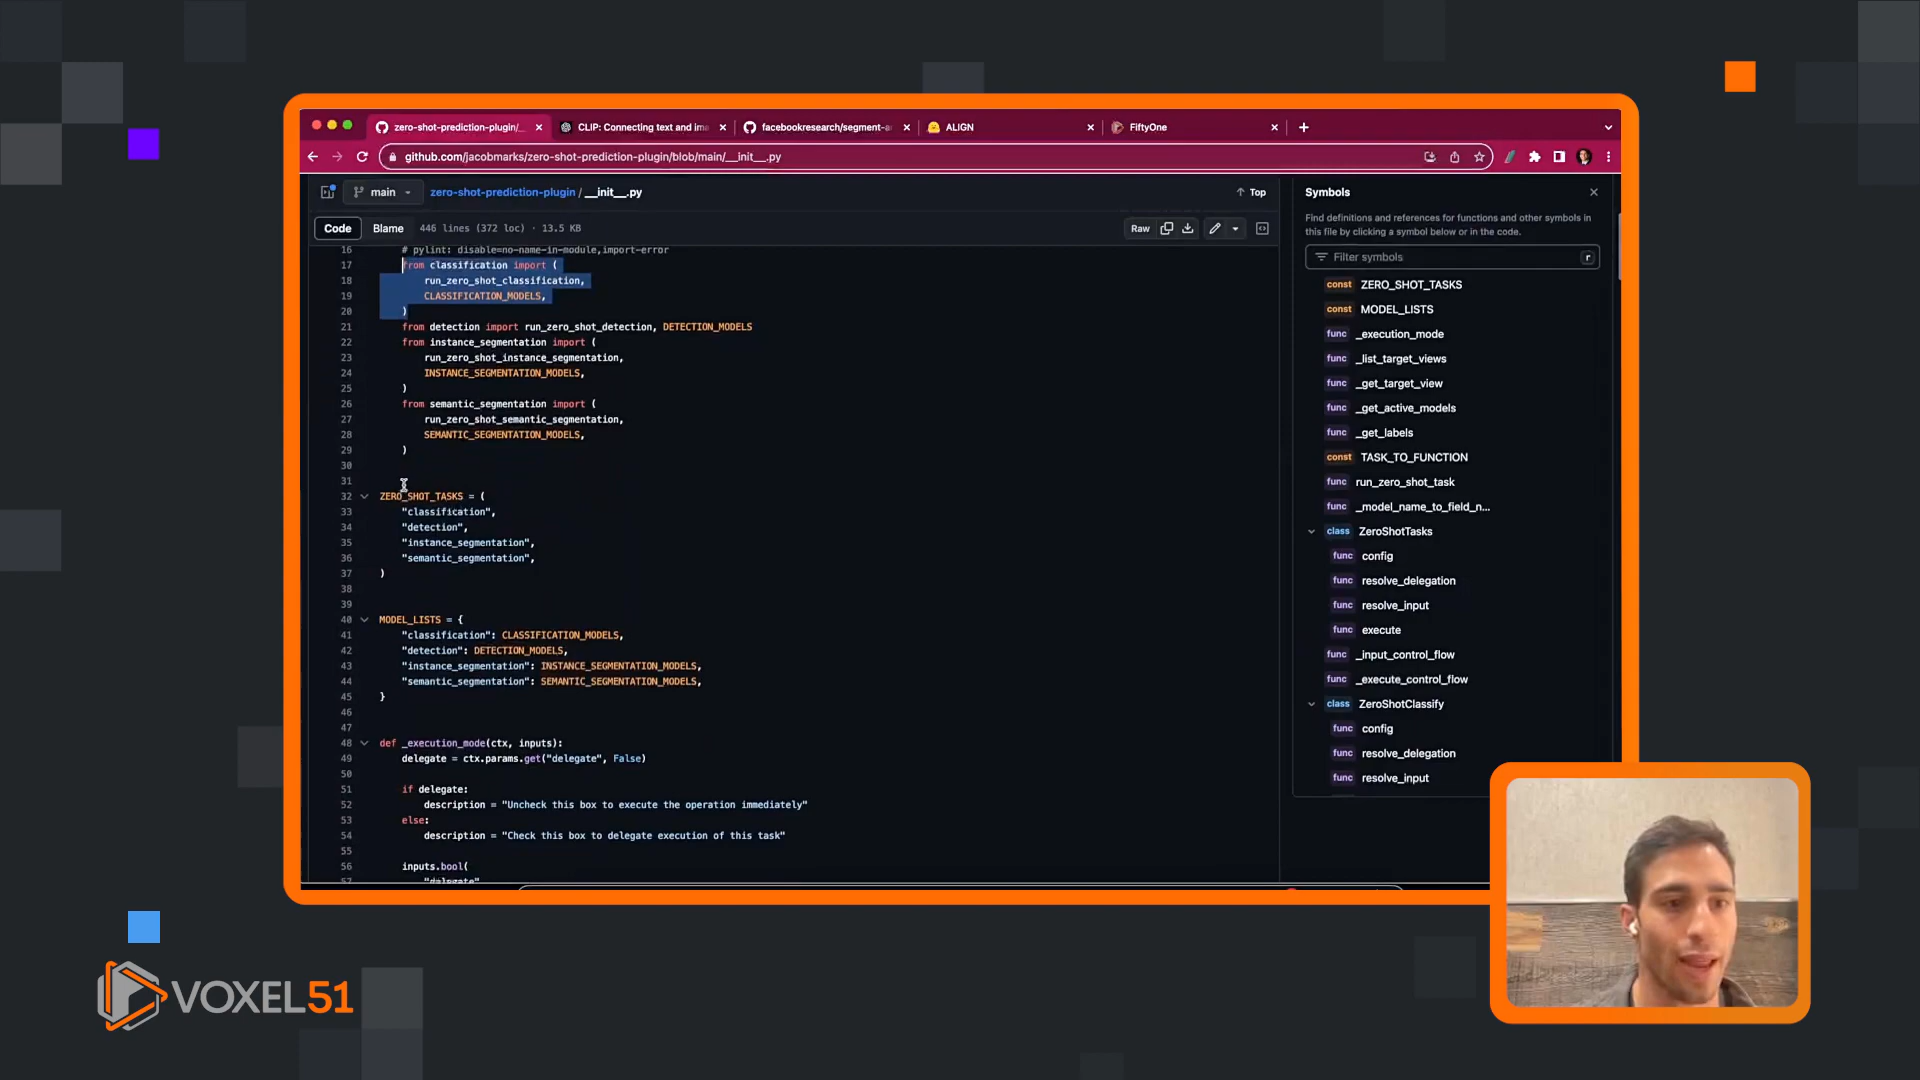 zero-shot-prediction-plugin/_
CLIP: Connecting text and im
facebookresearch/segment-a
ALIGN
FiftyOne
github.com/jacobmarks/zero-shot-prediction-plugin/blob/main/__init__.py
main
zero-shot-prediction-plugin / __init__.py
Top
Code
Blame
446 lines (372 loc) · 13.5 KB
Raw
16 # pylint: disable=no-name-in-module,import-error
17 from classification import (
18 run_zero_shot_classification,
19 CLASSIFICATION_MODELS,
20 )
21 from detection import run_zero_shot_detection, DETECTION_MODELS
22 from instance_segmentation import (
23 run_zero_shot_instance_segmentation,
24 INSTANCE_SEGMENTATION_MODELS,
25 )
26 from semantic_segmentation import (
27 run_zero_shot_semantic_segmentation,
28 SEMANTIC_SEGMENTATION_MODELS,
29 )
30
31
32 ZERO_SHOT_TASKS = (
33 "classification",
34 "detection",
35 "instance_segmentation",
36 "semantic_segmentation",
37 )
38
39
40 MODEL_LISTS = {
41 "classification": CLASSIFICATION_MODELS,
42 "detection": DETECTION_MODELS,
43 "instance_segmentation": INSTANCE_SEGMENTATION_MODELS,
44 "semantic_segmentation": SEMANTIC_SEGMENTATION_MODELS,
45 }
46
47
48 def _execution_mode(ctx, inputs):
49 delegate = ctx.params.get("delegate", False)
50
51 if delegate:
52 description = "Uncheck this box to execute the operation immediately"
53 else:
54 description = "Check this box to delegate execution of this task"
55
56 inputs.bool(
57 "delegate"
Symbols
Find definitions and references for functions and other symbols in
this file by clicking a symbol below or in the code.
Filter symbols
r
const ZERO_SHOT_TASKS
const MODEL_LISTS
func _execution_mode
func _list_target_views
func _get_target_view
func _get_active_models
func _get_labels
const TASK_TO_FUNCTION
func run_zero_shot_task
func _model_name_to_field_n...
class ZeroShotTasks
func config
func resolve_delegation
func resolve_input
func execute
func _input_control_flow
func _execute_control_flow
class ZeroShotClassify
func config
func resolve_delegation
func resolve_input
VOXEL51